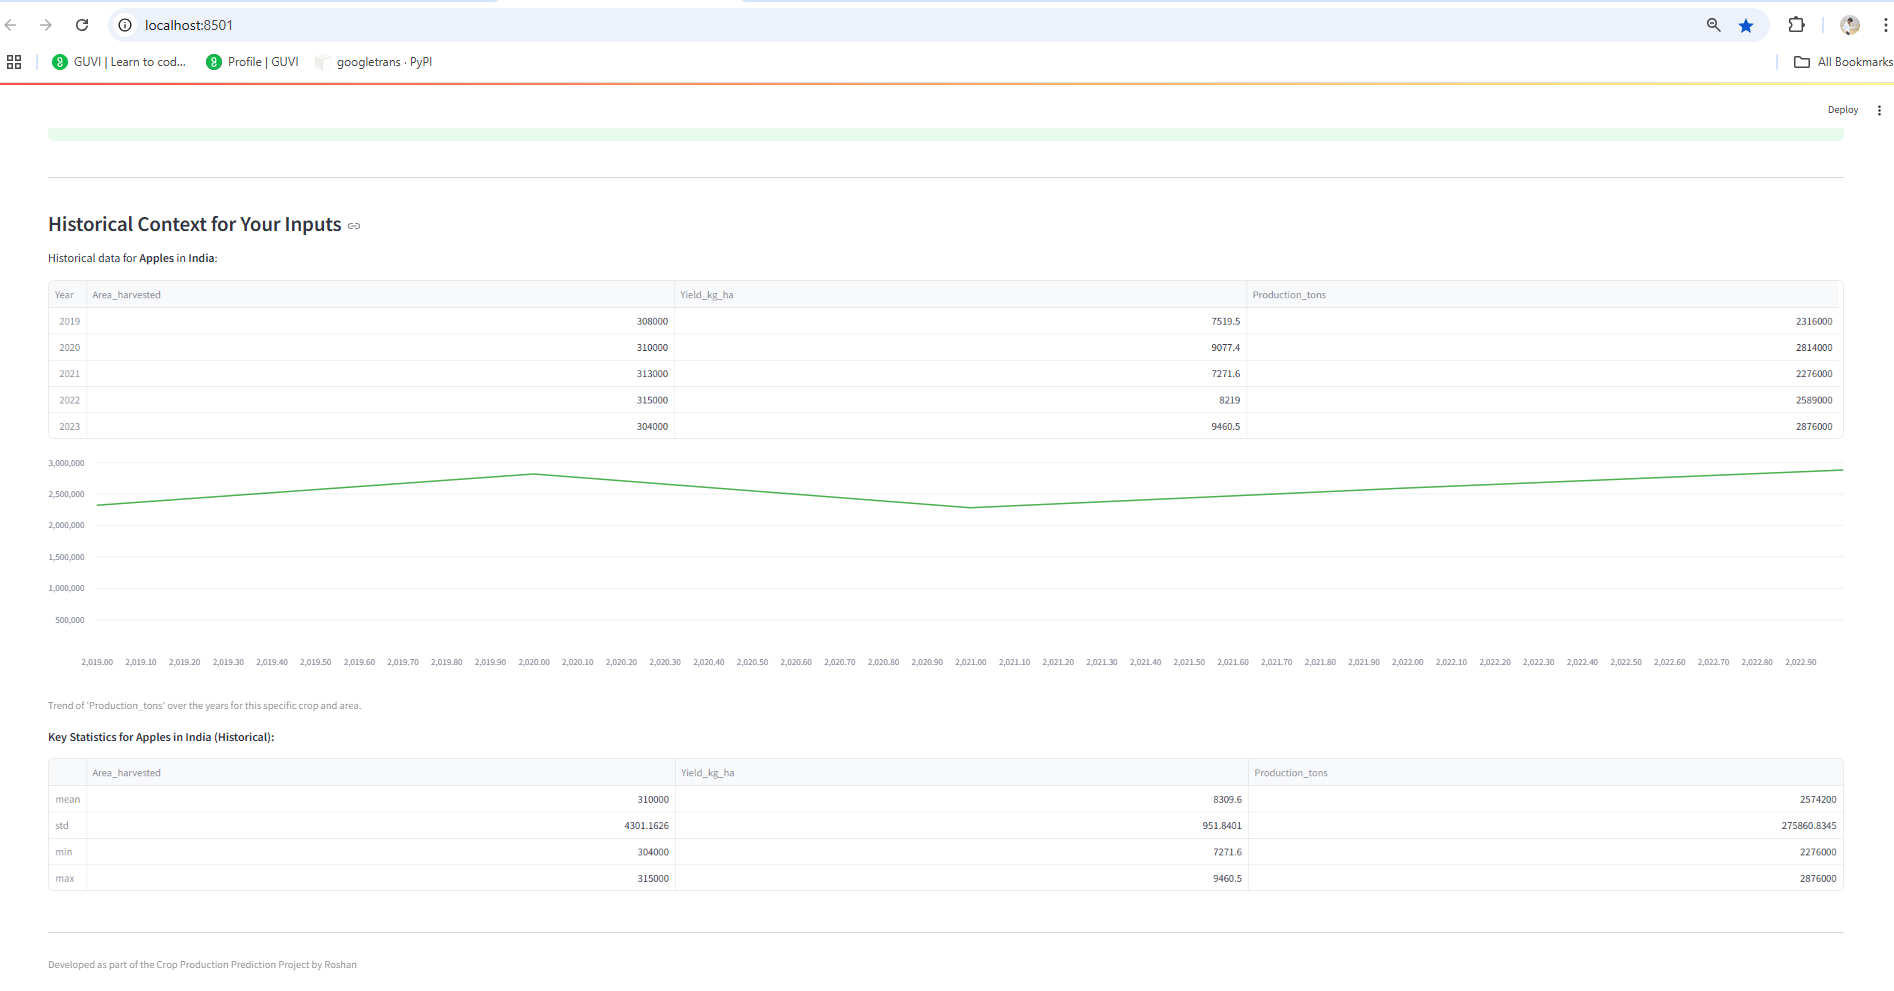 localhost:8501
GUVI | Learn to cod... Profile | GUVI googletrans · PyPI All Bookmarks
Deploy
Historical Context for Your Inputs
Historical data for Apples in India:
Year Area_harvested Yield_kg_ha Production_tons
2019 308000 7519.5 2316000
2020 310000 9077.4 2814000
2021 313000 7271.6 2276000
2022 315000 8219 2589000
2023 304000 9460.5 2876000
3,000,000
2,500,000
2,000,000
1,500,000
1,000,000
500,000
2,019.00 2,019.10 2,019.20 2,019.30 2,019.40 2,019.50 2,019.60 2,019.70 2,019.80 2,019.90 2,020.00 2,020.10 2,020.20 2,020.30 2,020.40 2,020.50 2,020.60 2,020.70 2,020.80 2,020.90 2,021.00 2,021.10 2,021.20 2,021.30 2,021.40 2,021.50 2,021.60 2,021.70 2,021.80 2,021.90 2,022.00 2,022.10 2,022.20 2,022.30 2,022.40 2,022.50 2,022.60 2,022.70 2,022.80 2,022.90
Trend of 'Production_tons' over the years for this specific crop and area.
Key Statistics for Apples in India (Historical):
Area_harvested Yield_kg_ha Production_tons
mean 310000 8309.6 2574200
std 4301.1626 951.8401 275860.8345
min 304000 7271.6 2276000
max 315000 9460.5 2876000
Developed as part of the Crop Production Prediction Project by Roshan